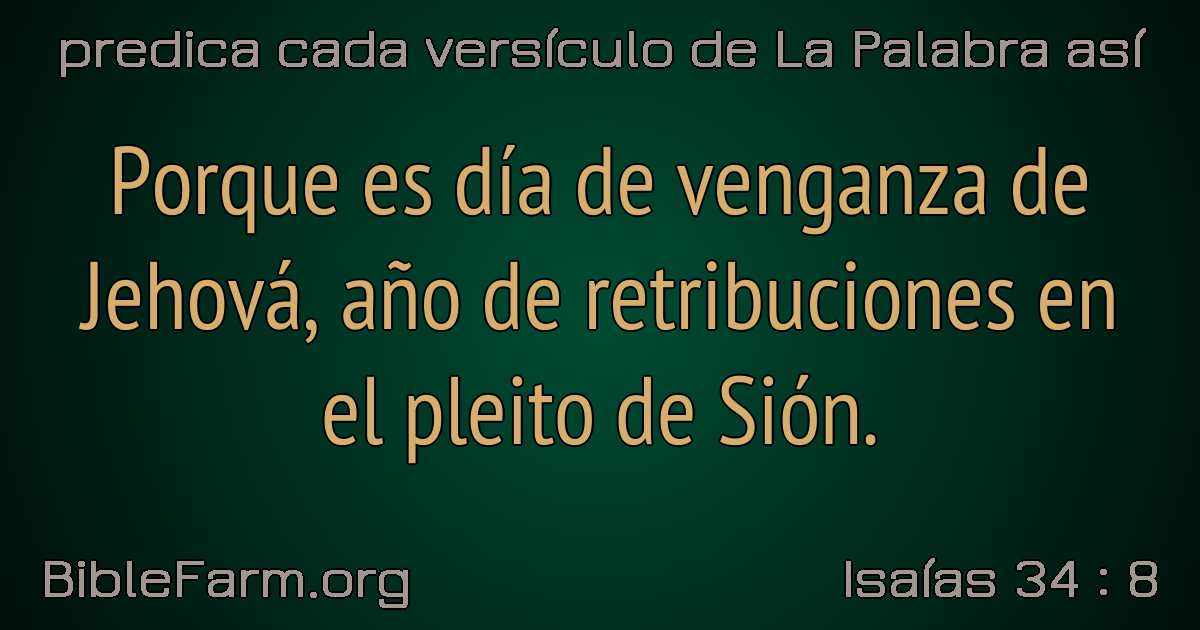 predica cada versículo de La Palabra así
Porque es día de venganza de
Jehová, año de retribuciones en
el pleito de Sión.
BibleFarm.org
Isaías 34 : 8